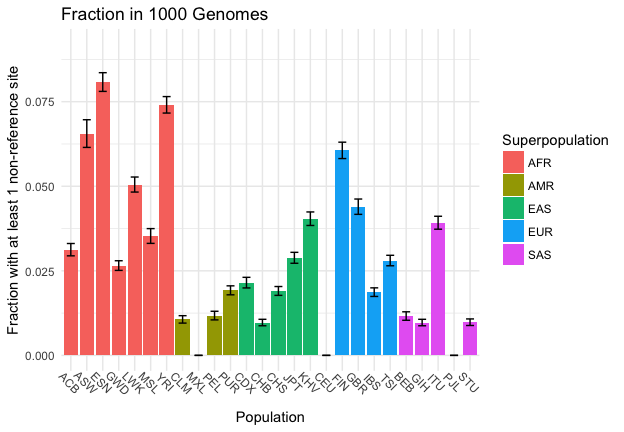 Fraction in 1000 Genomes
Fraction with at least 1 non-reference site
0.075
0.050
0.025
0.000
ACB
ASW
ESN
GWD
LWK
MSL
YRI
CLM
MXL
PEL
PUR
CDX
CHB
CHS
JPT
KHV
CEU
FIN
GBR
IBS
TSI
BEB
GIH
ITU
PJL
STU
Population
Superpopulation
AFR
AMR
EAS
EUR
SAS